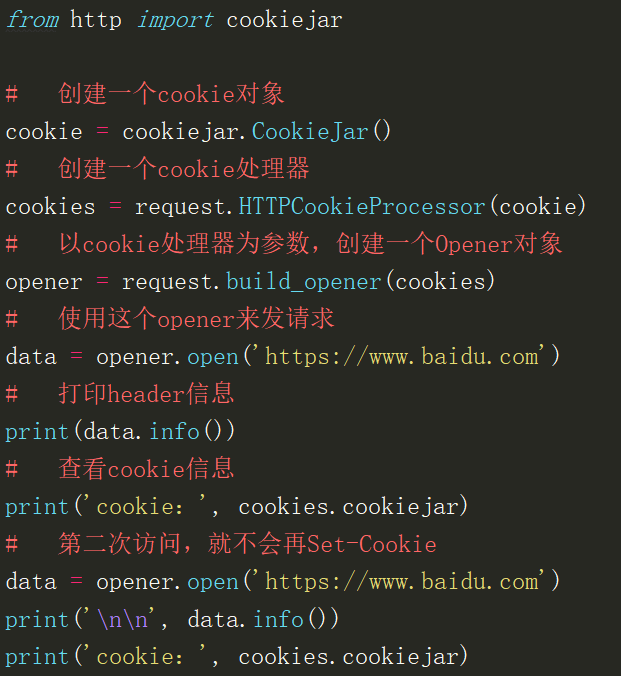 from http import cookiejar
#   创建一个cookie对象
cookie = cookiejar.CookieJar()
#   创建一个cookie处理器
cookies = request.HTTPCookieProcessor(cookie)
#   以cookie处理器为参数，创建一个Opener对象
opener = request.build_opener(cookies)
#   使用这个opener来发请求
data = opener.open('https://www.baidu.com')
#   打印header信息
print(data.info())
#   查看cookie信息
print('cookie：', cookies.cookiejar)
#   第二次访问，就不会再Set-Cookie
data = opener.open('https://www.baidu.com')
print('\n\n', data.info())
print('cookie：', cookies.cookiejar)